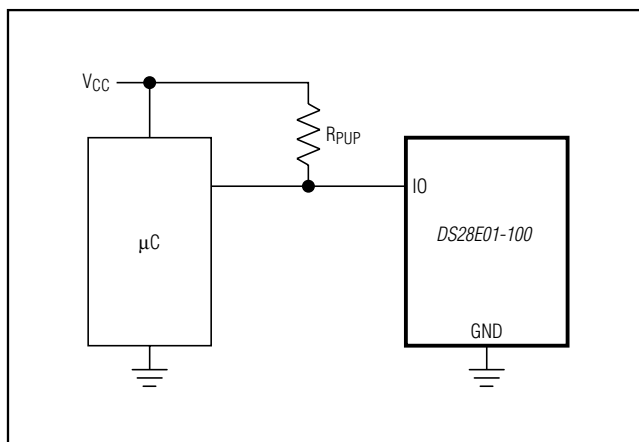 VCC
RPUP
IO
μC
DS28E01-100
GND